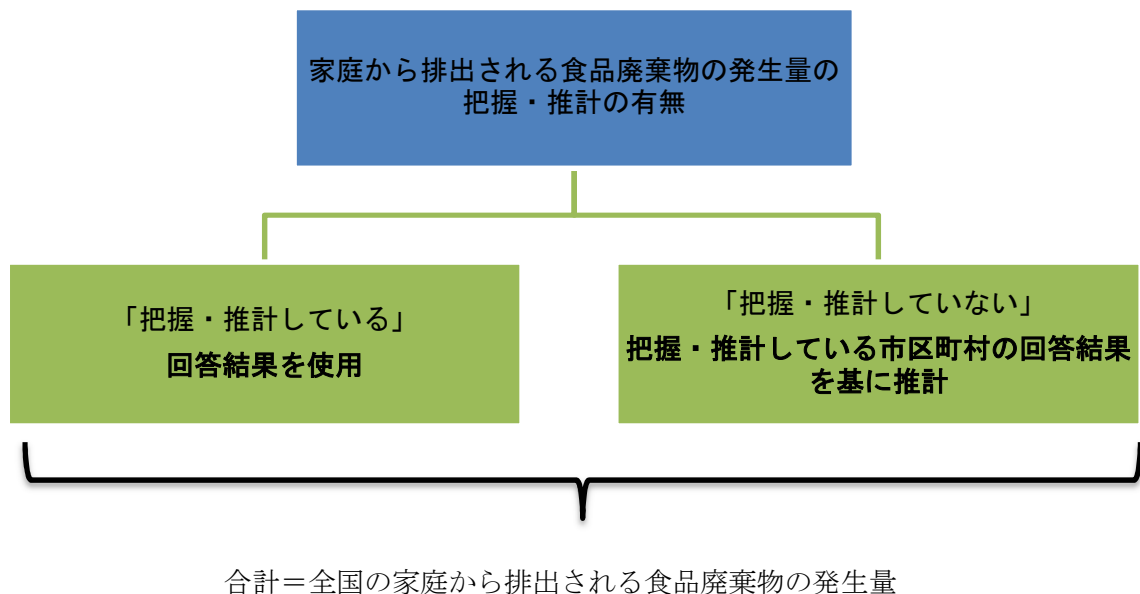 家庭から排出される食品廃棄物の発生量の
把握・推計の有無
「把握・推計している」
回答結果を使用
「把握・推計していない」
把握・推計している市区町村の回答結果
を基に推計
合計＝全国の家庭から排出される食品廃棄物の発生量